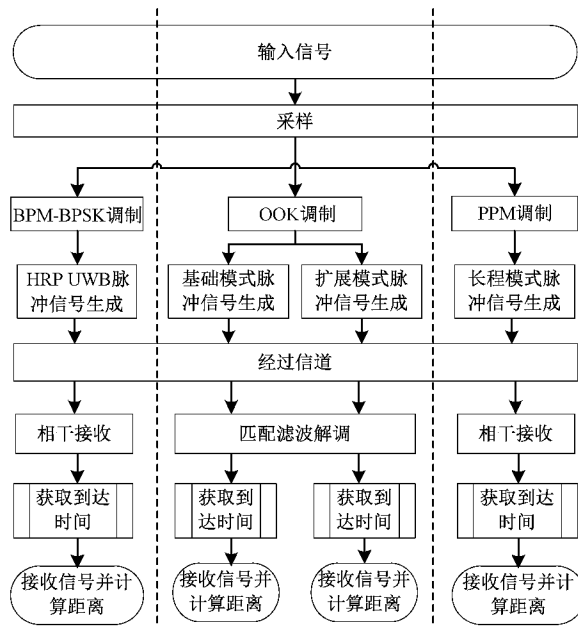 输入信号
采样
BPM-BPSK调制
OOK调制
PPM调制
HRP UWB脉
冲信号生成
基础模式脉
冲信号生成
扩展模式脉
冲信号生成
长程模式脉
冲信号生成
经过信道
相干接收
匹配滤波解调
相干接收
获取到达
时间
获取到
达时间
获取到
达时间
获取到达
时间
接收信号并计
算距离
接收信号并
计算距离
接收信号并
计算距离
接收信号并计
算距离